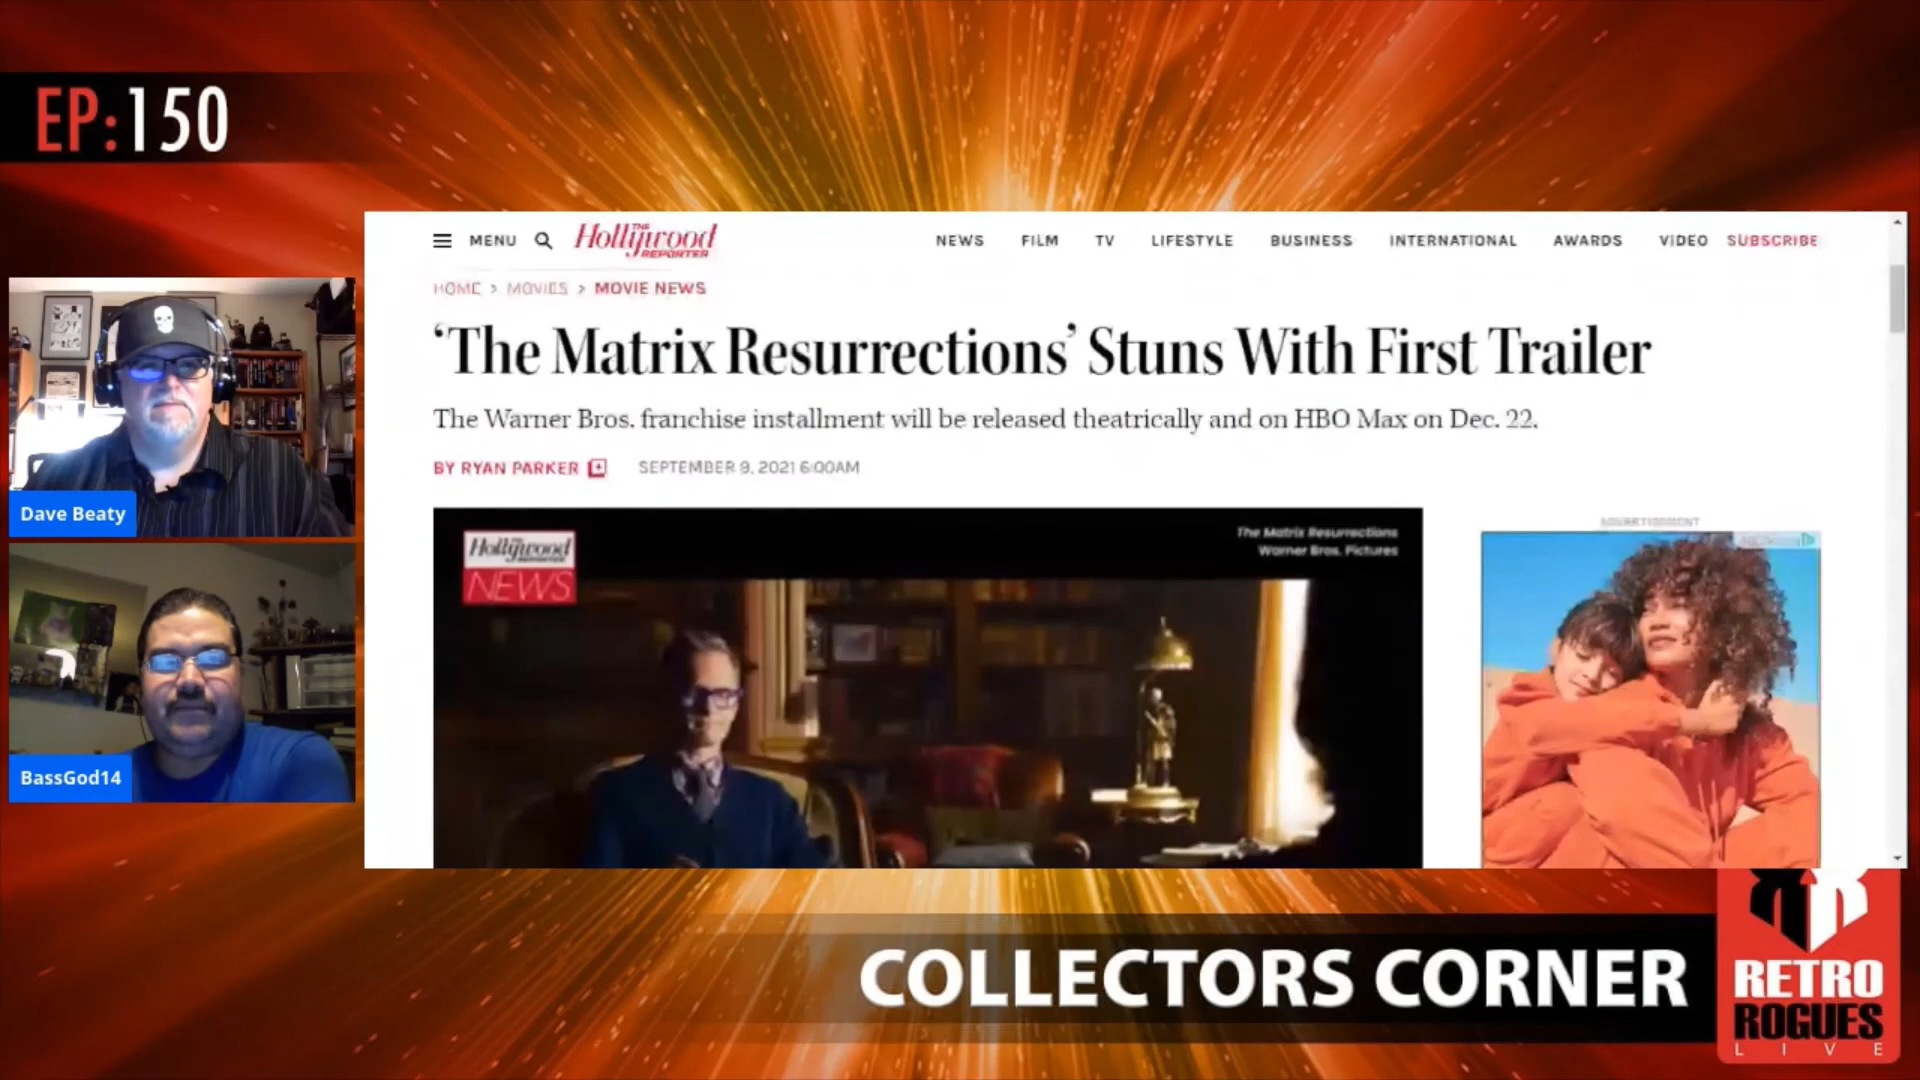 EP:150
MENU
The Hollywood REPORTER
NEWS FILM TV LIFESTYLE BUSINESS INTERNATIONAL AWARDS VIDEO SUBSCRIBE
HOME > MOVIES > MOVIE NEWS
‘The Matrix Resurrections’ Stuns With First Trailer
The Warner Bros. franchise installment will be released theatrically and on HBO Max on Dec. 22.
BY RYAN PARKER
SEPTEMBER 9, 2021 6:00AM
ADVERTISEMENT
The Hollywood REPORTER
NEWS
The Matrix Resurrections
Warner Bros. Pictures
Dave Beaty
BassGod14
COLLECTORS CORNER
RETRO
ROGUES
LIVE